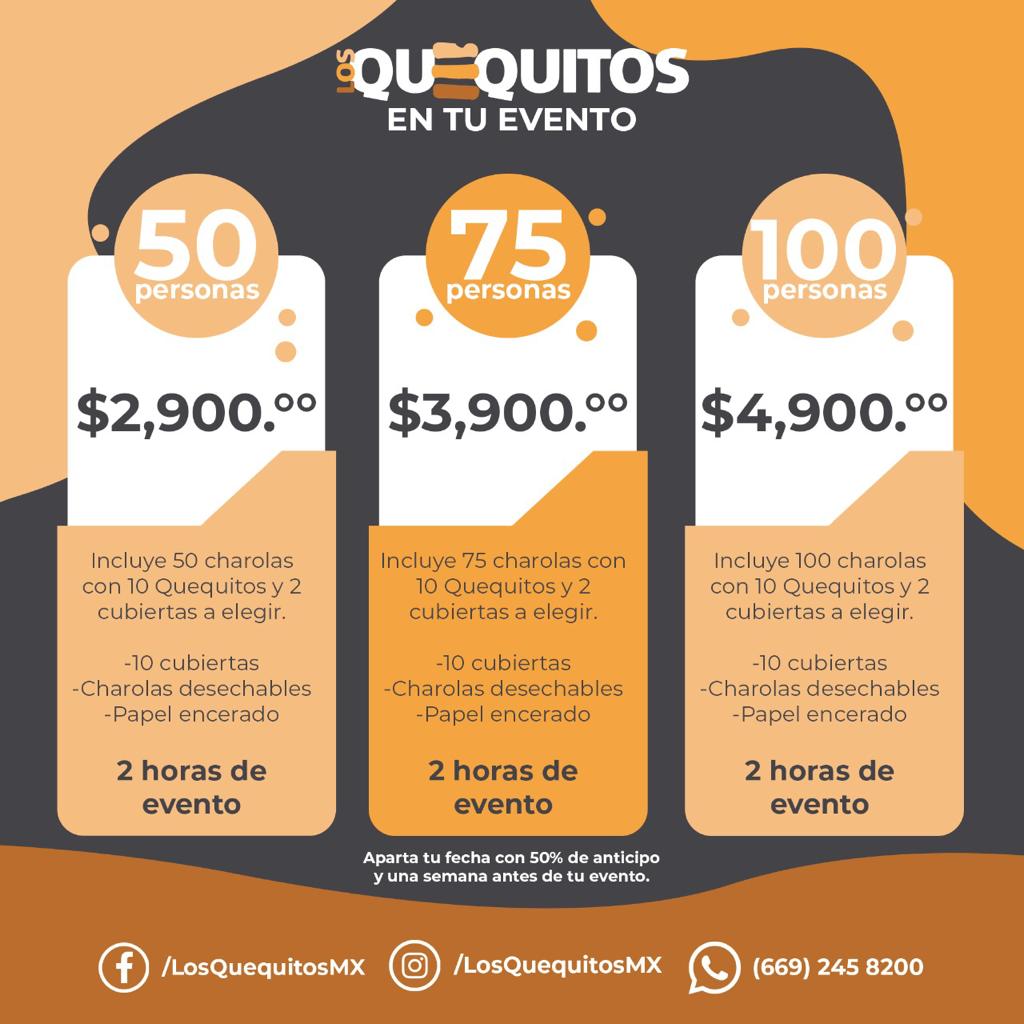 LOS QUEQUITOS
EN TU EVENTO
50
personas
$2,900.°°
Incluye 50 charolas
con 10 Quequitos y 2
cubiertas a elegir.
-10 cubiertas
-Charolas desechables
-Papel encerado
2 horas de
evento
75
personas
$3,900.°°
Incluye 75 charolas con
10 Quequitos y 2
cubiertas a elegir.
-10 cubiertas
-Charolas desechables
-Papel encerado
2 horas de
evento
100
personas
$4,900.°°
Incluye 100 charolas
con 10 Quequitos y 2
cubiertas a elegir.
-10 cubiertas
-Charolas desechables
-Papel encerado
2 horas de
evento
Aparta tu fecha con 50% de anticipo
y una semana antes de tu evento.
/LosQuequitosMX
/LosQuequitosMX
(669) 245 8200